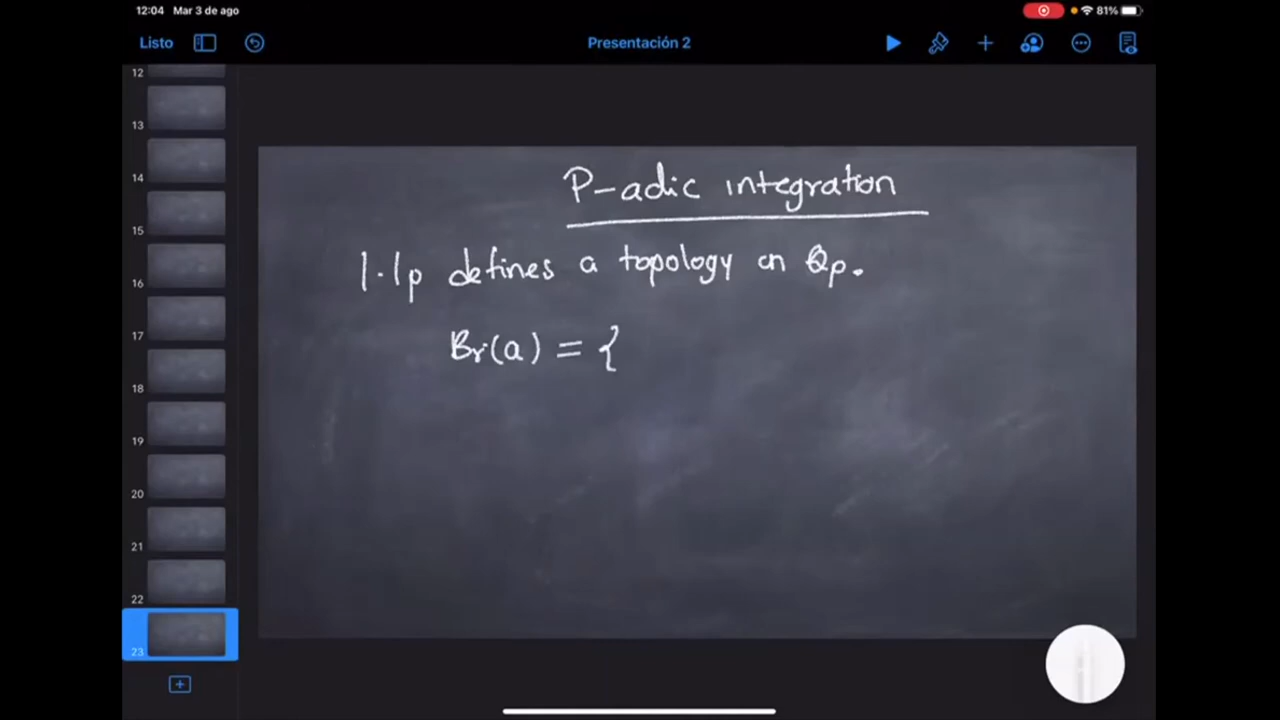 12:04 Mar 3 de ago 81%
Listo Presentación 2
12
13
14
15
16
17
18
19
20
21
22
23
P-adic integration
|·|p defines a topology on Qp.
Br(a) = {